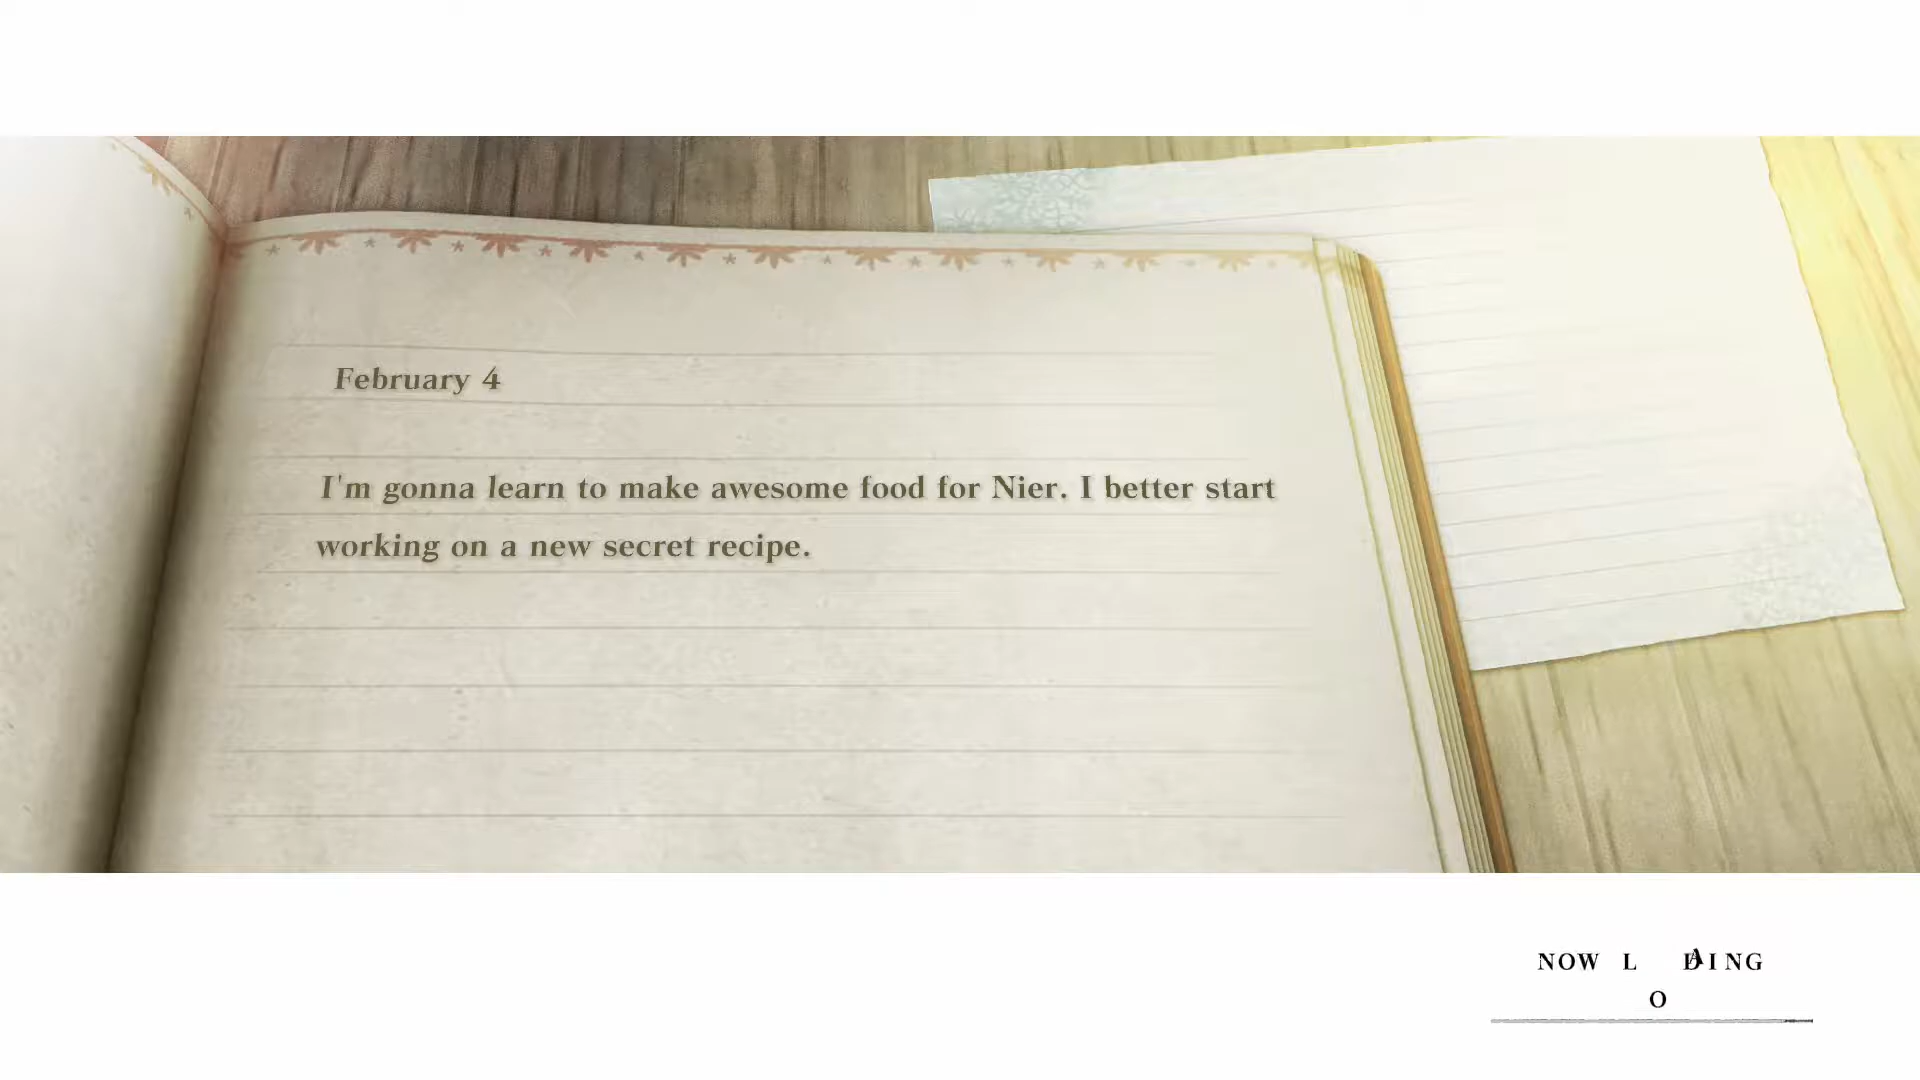 February 4
I'm gonna learn to make awesome food for Nier. I better start
working on a new secret recipe.
NOW LOADING